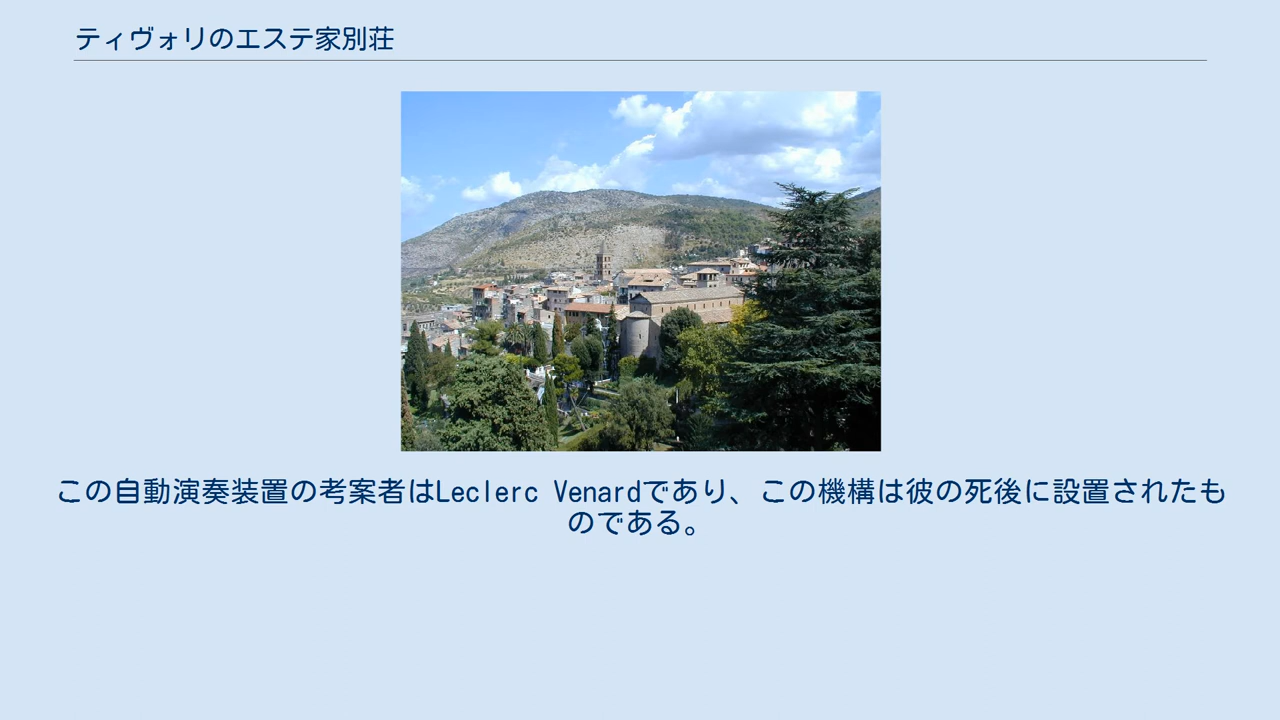 ティヴォリのエステ家別荘
この自動演奏装置の考案者はLeclerc Venardであり、この機構は彼の死後に設置されたも
のである。